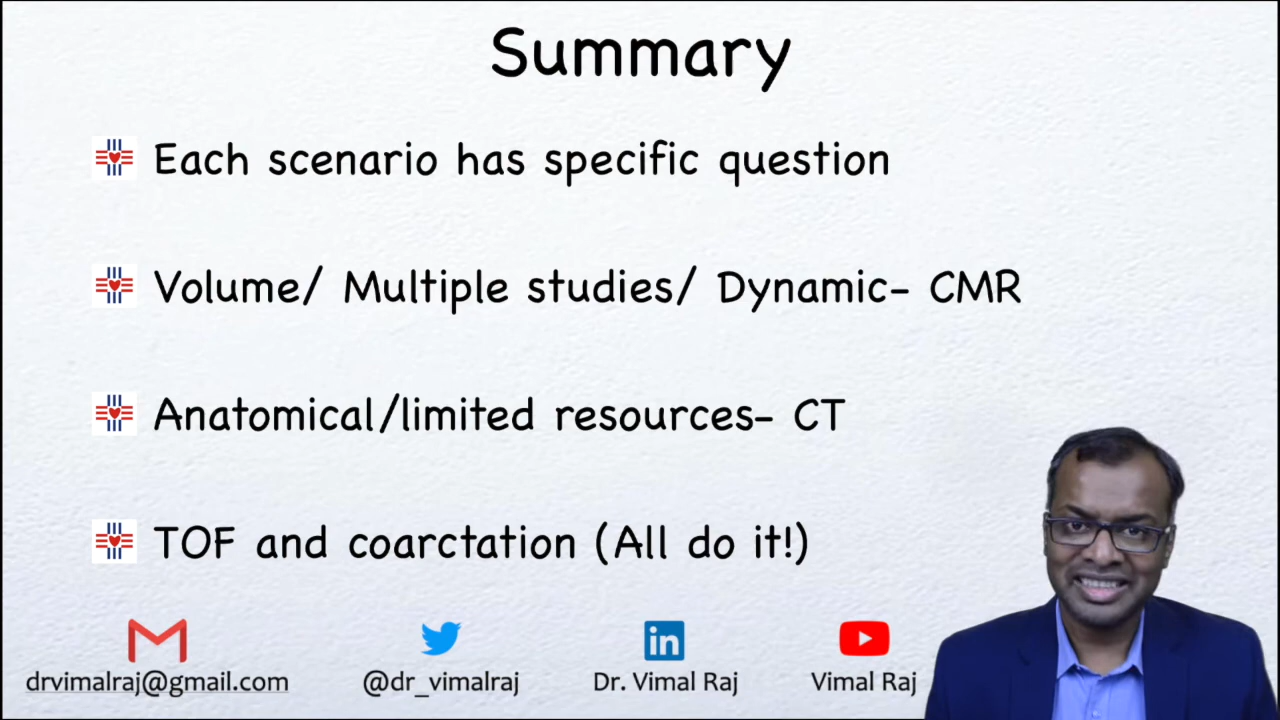 Summary
Each scenario has specific question
Volume/ Multiple studies/ Dynamic- CMR
Anatomical/limited resources- CT
TOF and coarctation (All do it!)
drvimalraj@gmail.com
@dr_vimalraj
in
Dr. Vimal Raj
Vimal Raj